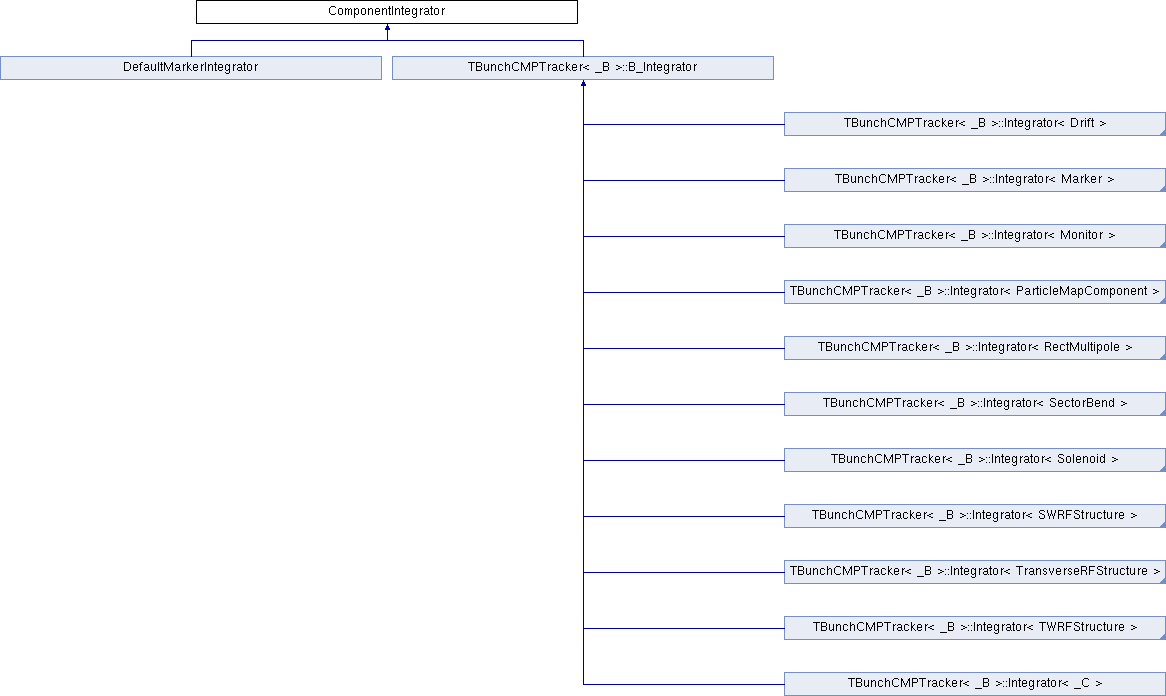 ComponentIntegrator
DefaultMarkerIntegrator
TBunchCMPTracker< _B >::B_Integrator
TBunchCMPTracker< _B >::Integrator< Drift >
TBunchCMPTracker< _B >::Integrator< Marker >
TBunchCMPTracker< _B >::Integrator< Monitor >
TBunchCMPTracker< _B >::Integrator< ParticleMapComponent >
TBunchCMPTracker< _B >::Integrator< RectMultipole >
TBunchCMPTracker< _B >::Integrator< SectorBend >
TBunchCMPTracker< _B >::Integrator< Solenoid >
TBunchCMPTracker< _B >::Integrator< SWRFStructure >
TBunchCMPTracker< _B >::Integrator< TransverseRFStructure >
TBunchCMPTracker< _B >::Integrator< TWRFStructure >
TBunchCMPTracker< _B >::Integrator< _C >